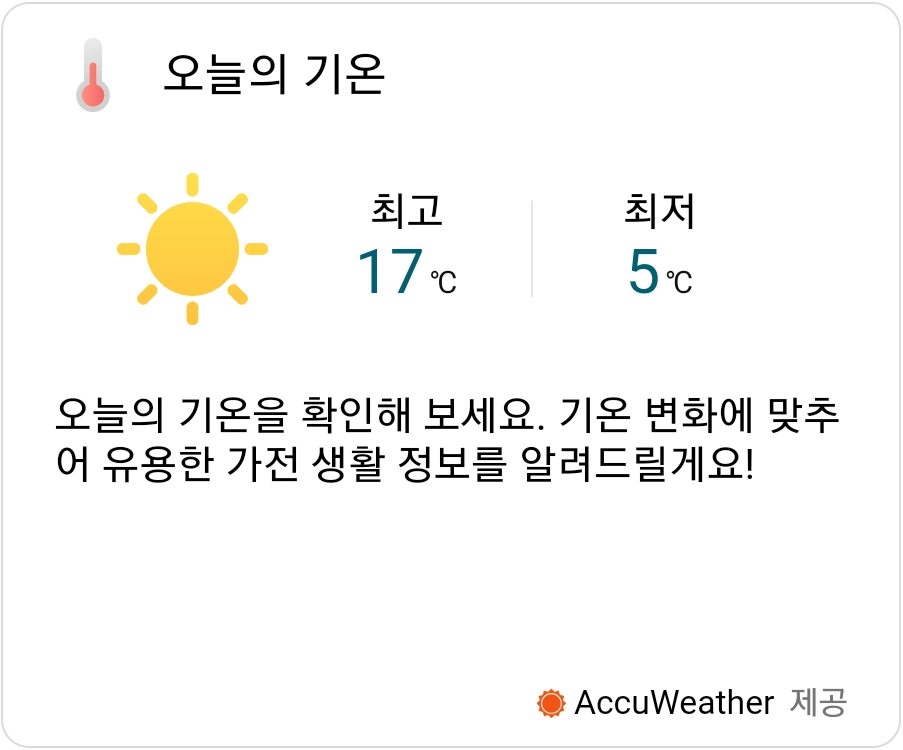 오늘의 기온
최고 최저
17 ℃ 5 ℃
오늘의 기온을 확인해 보세요. 기온 변화에 맞추
어 유용한 가전 생활 정보를 알려드릴게요!
AccuWeather 제공